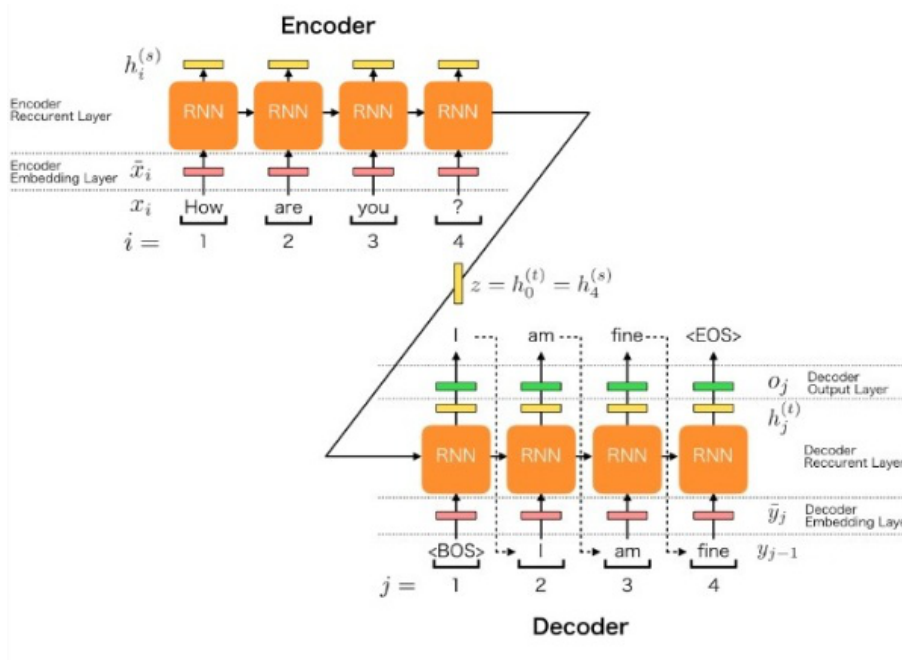 Encoder
h_i^{(s)}
Encoder
Reccurent Layer
RNN RNN RNN RNN
Encoder
Embedding Layer
x̄_i
x_i How are you ?
i = 1 2 3 4
z = h_0^{(t)} = h_4^{(s)}
I am fine <EOS>
o_j
Decoder
Output Layer
h_j^{(t)}
RNN RNN RNN RNN
Decoder
Reccurent Layer
ȳ_j
Decoder
Embedding Laye
<BOS> I am fine y_{j-1}
j = 1 2 3 4
Decoder